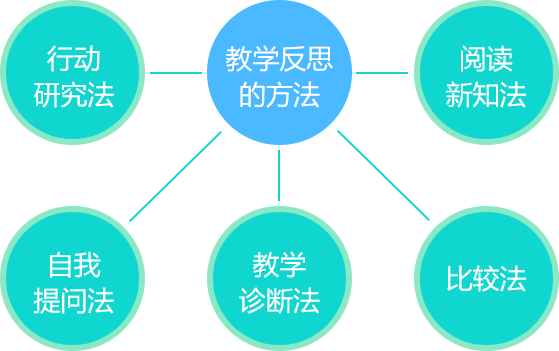 行动
研究法
教学反思
的方法
阅读
新知法
自我
提问法
教学
诊断法
比较法